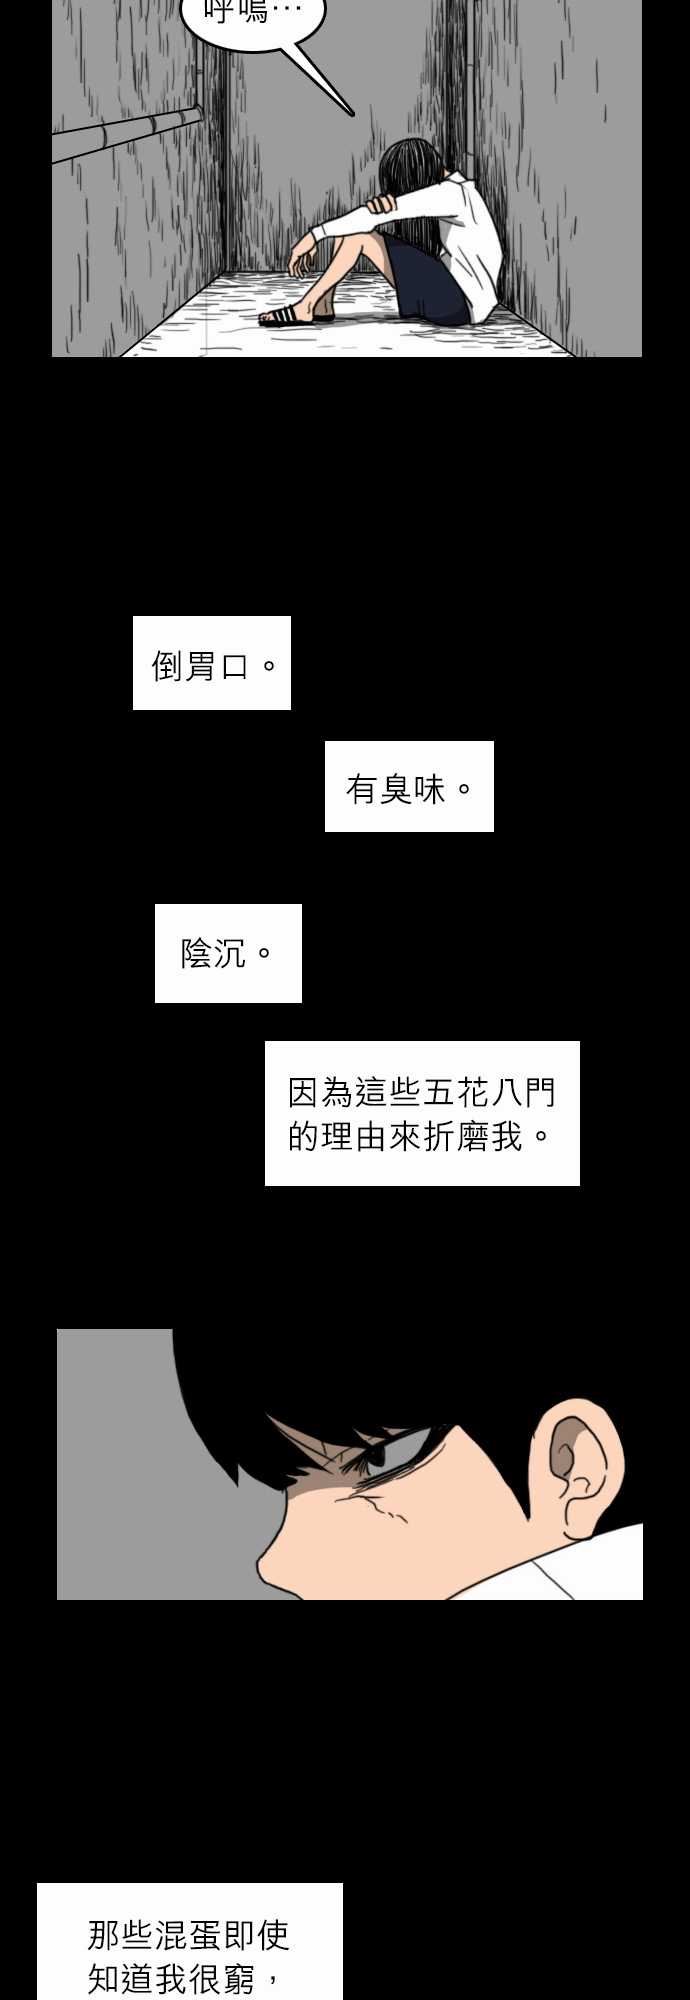 呼嗚…
倒胃口。
有臭味。
陰沉。
因為這些五花八門
的理由來折磨我。
那些混蛋即使
知道我很窮，